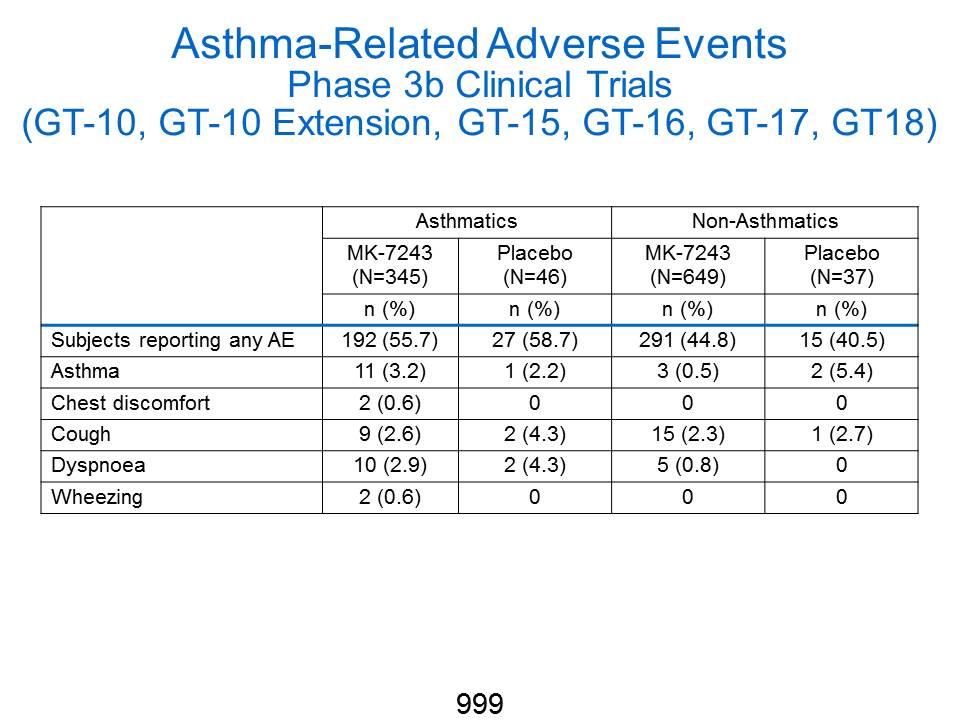 Asthma-Related Adverse Events
Phase 3b Clinical Trials
(GT-10, GT-10 Extension, GT-15, GT-16, GT-17, GT18)
Asthmatics Non-Asthmatics
MK-7243 (N=345) Placebo (N=46) MK-7243 (N=649) Placebo (N=37)
n (%) n (%) n (%) n (%)
Subjects reporting any AE 192 (55.7) 27 (58.7) 291 (44.8) 15 (40.5)
Asthma 11 (3.2) 1 (2.2) 3 (0.5) 2 (5.4)
Chest discomfort 2 (0.6) 0 0 0
Cough 9 (2.6) 2 (4.3) 15 (2.3) 1 (2.7)
Dyspnoea 10 (2.9) 2 (4.3) 5 (0.8) 0
Wheezing 2 (0.6) 0 0 0
999